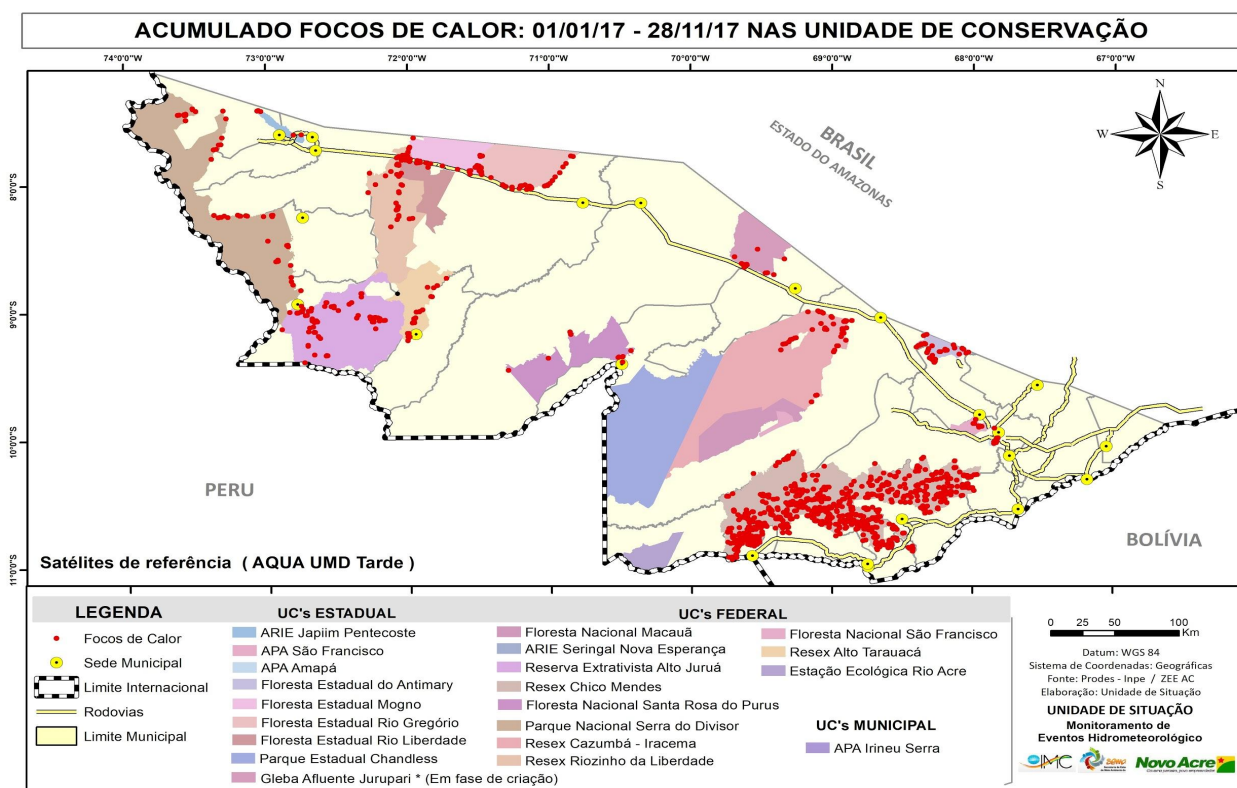 ACUMULADO FOCOS DE CALOR: 01/01/17 - 28/11/17 NAS UNIDADE DE CONSERVAÇÃO
74°0'0"W 73°0'0"W 72°0'0"W 71°0'0"W 70°0'0"W 69°0'0"W 68°0'0"W 67°0'0"W
N
W E
S
BRASIL
ESTADO DO AMAZONAS
8°0'0"S
9°0'0"S
10°0'0"S
11°0'0"S
PERU
BOLÍVIA
Satélites de referência ( AQUA UMD Tarde )
LEGENDA
Focos de Calor
Sede Municipal
Limite Internacional
Rodovias
Limite Municipal
UC's ESTADUAL
ARIE Japiim Pentecoste
APA São Francisco
APA Amapá
Floresta Estadual do Antimary
Floresta Estadual Mogno
Floresta Estadual Rio Gregório
Floresta Estadual Rio Liberdade
Parque Estadual Chandless
Gleba Afluente Jurupari * (Em fase de criação)
UC's FEDERAL
Floresta Nacional Macauã
ARIE Seringal Nova Esperança
Reserva Extrativista Alto Juruá
Resex Chico Mendes
Floresta Nacional Santa Rosa do Purus
Parque Nacional Serra do Divisor
Resex Cazumbá - Iracema
Resex Riozinho da Liberdade
Floresta Nacional São Francisco
Resex Alto Tarauacá
Estação Ecológica Rio Acre
UC's MUNICIPAL
APA Irineu Serra
0 25 50 100
Km
Datum: WGS 84
Sistema de Coordenadas: Geográficas
Fonte: Prodes - Inpe / ZEE AC
Elaboração: Unidade de Situação
UNIDADE DE SITUAÇÃO
Monitoramento de
Eventos Hidrometeorológico
IMC
Novo Acre